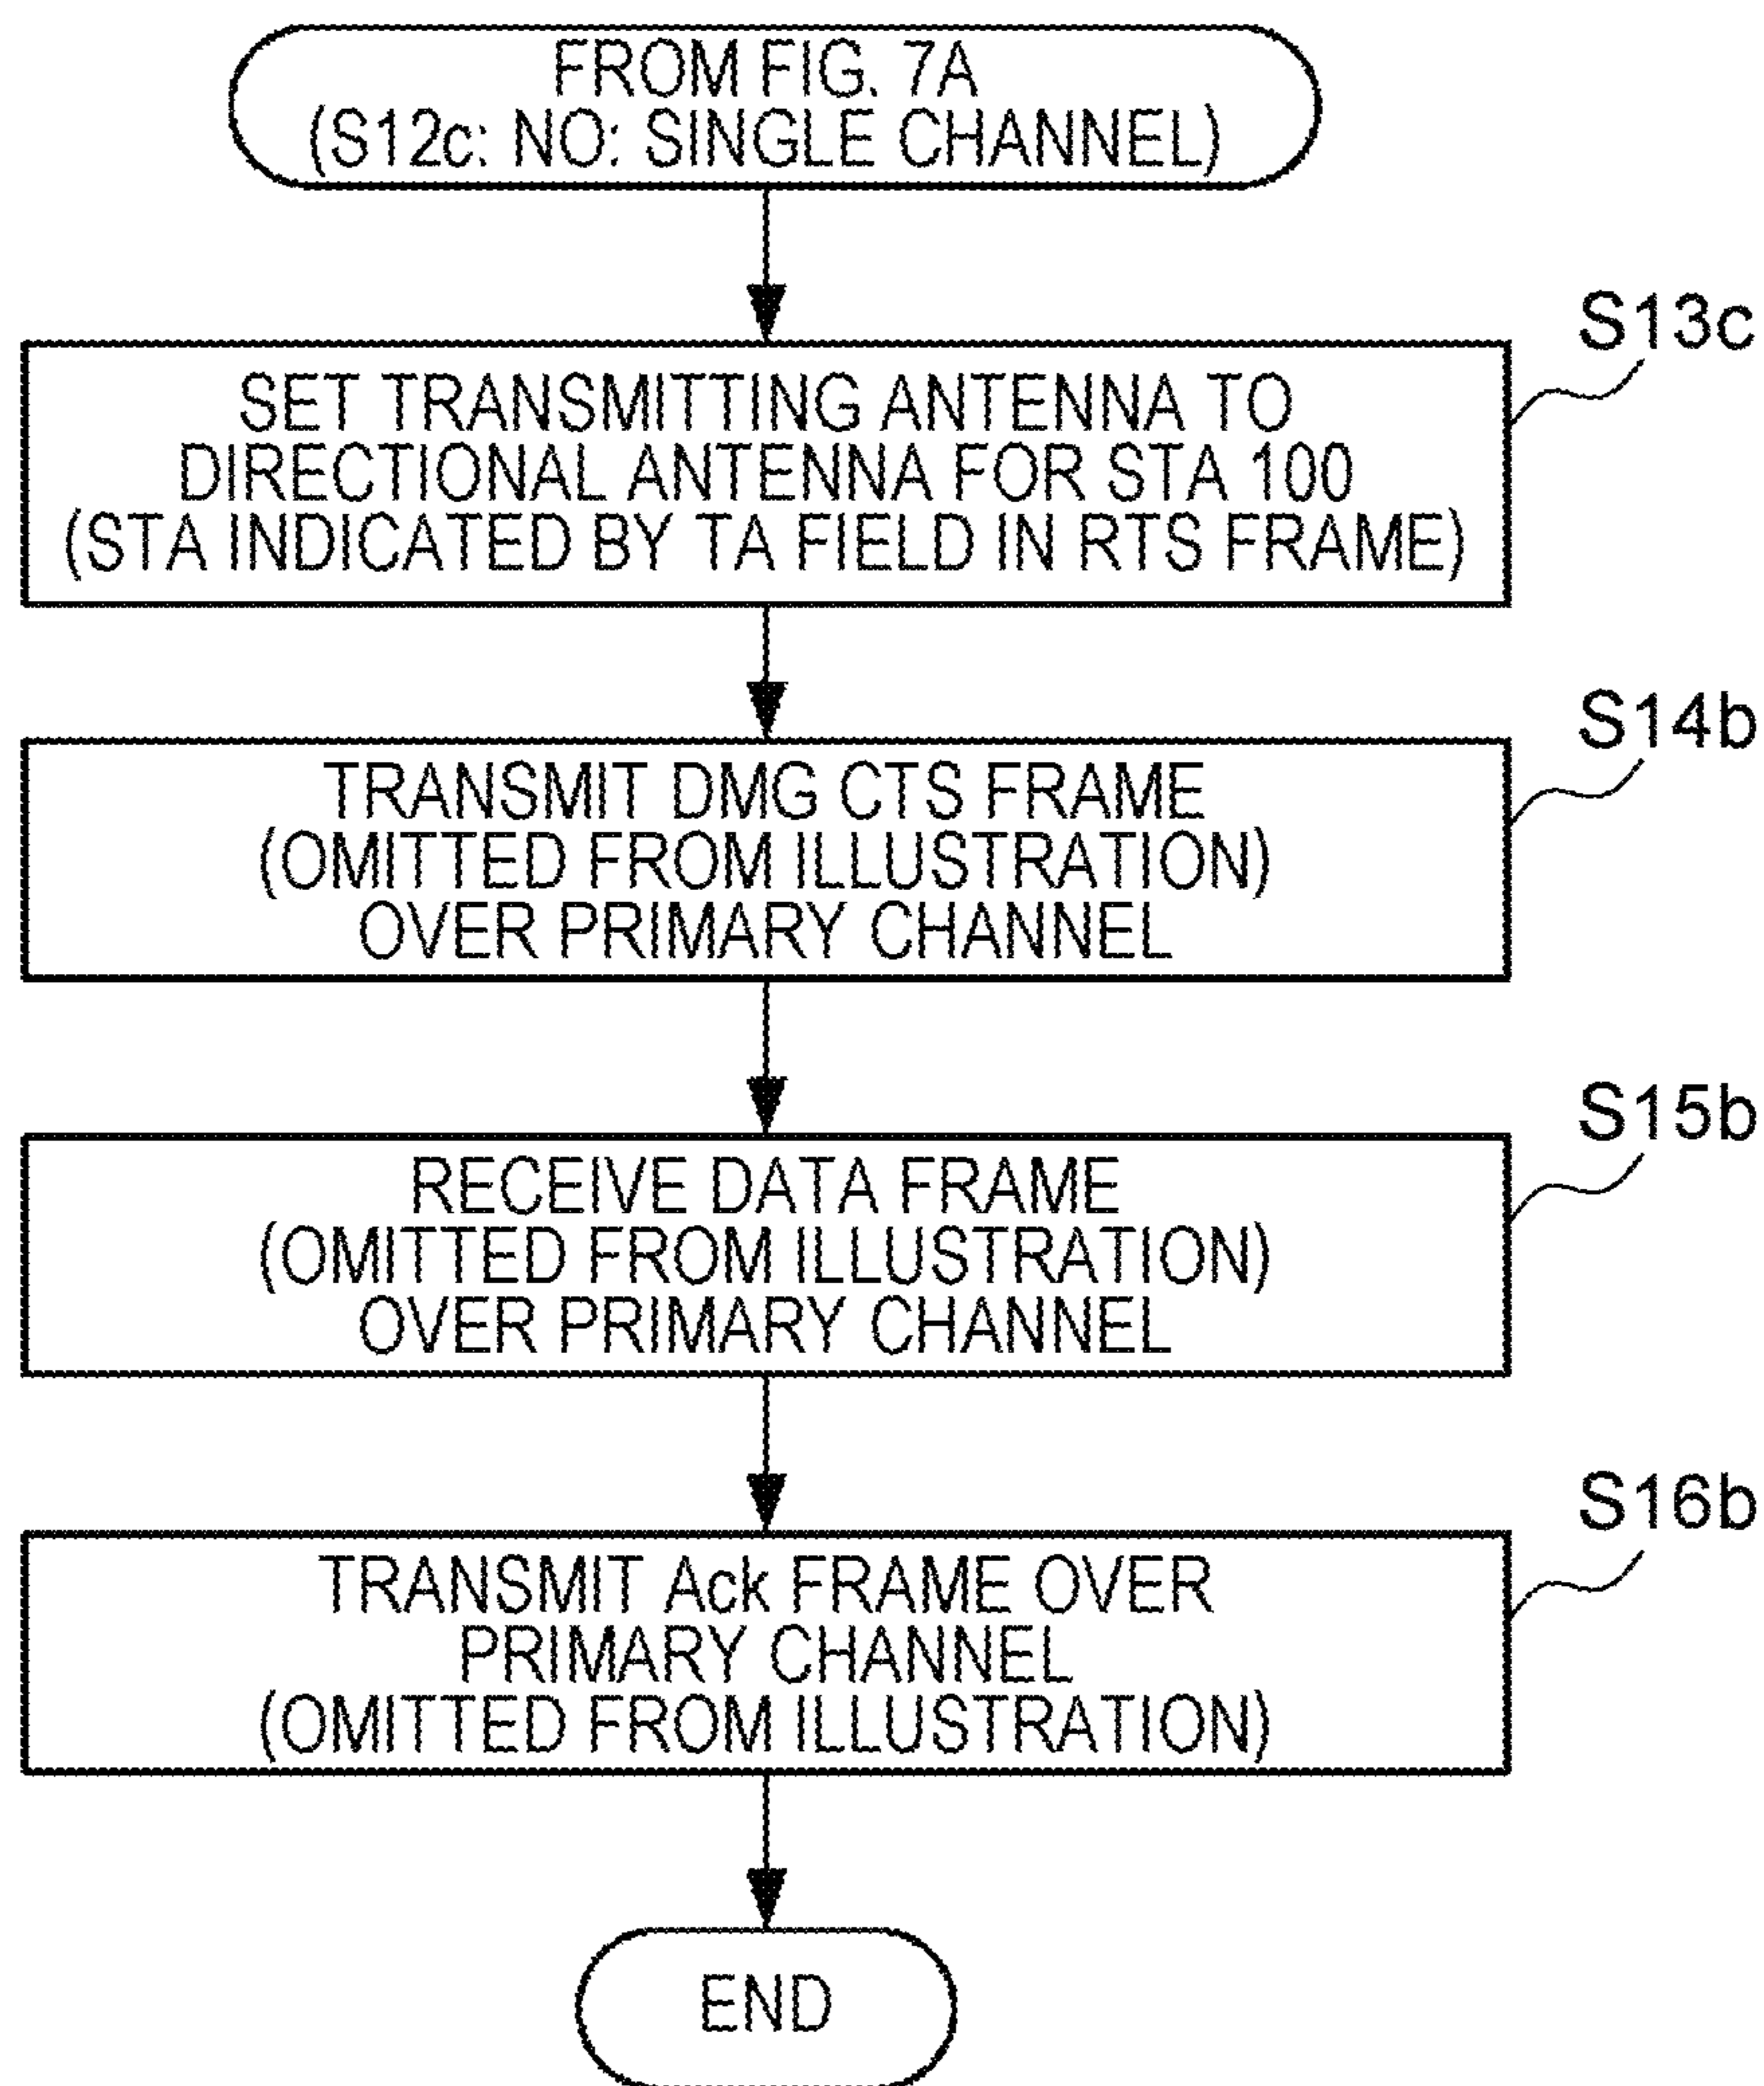 FROM FIG. 7A
(S12c: NO: SINGLE CHANNEL)
S13c
SET TRANSMITTING ANTENNA TO
DIRECTIONAL ANTENNA FOR STA 100
(STA INDICATED BY TA FIELD IN RTS FRAME)
S14b
TRANSMIT DMG CTS FRAME
(OMITTED FROM ILLUSTRATION)
OVER PRIMARY CHANNEL
S15b
RECEIVE DATA FRAME
(OMITTED FROM ILLUSTRATION)
OVER PRIMARY CHANNEL
S16b
TRANSMIT Ack FRAME OVER
PRIMARY CHANNEL
(OMITTED FROM ILLUSTRATION)
END